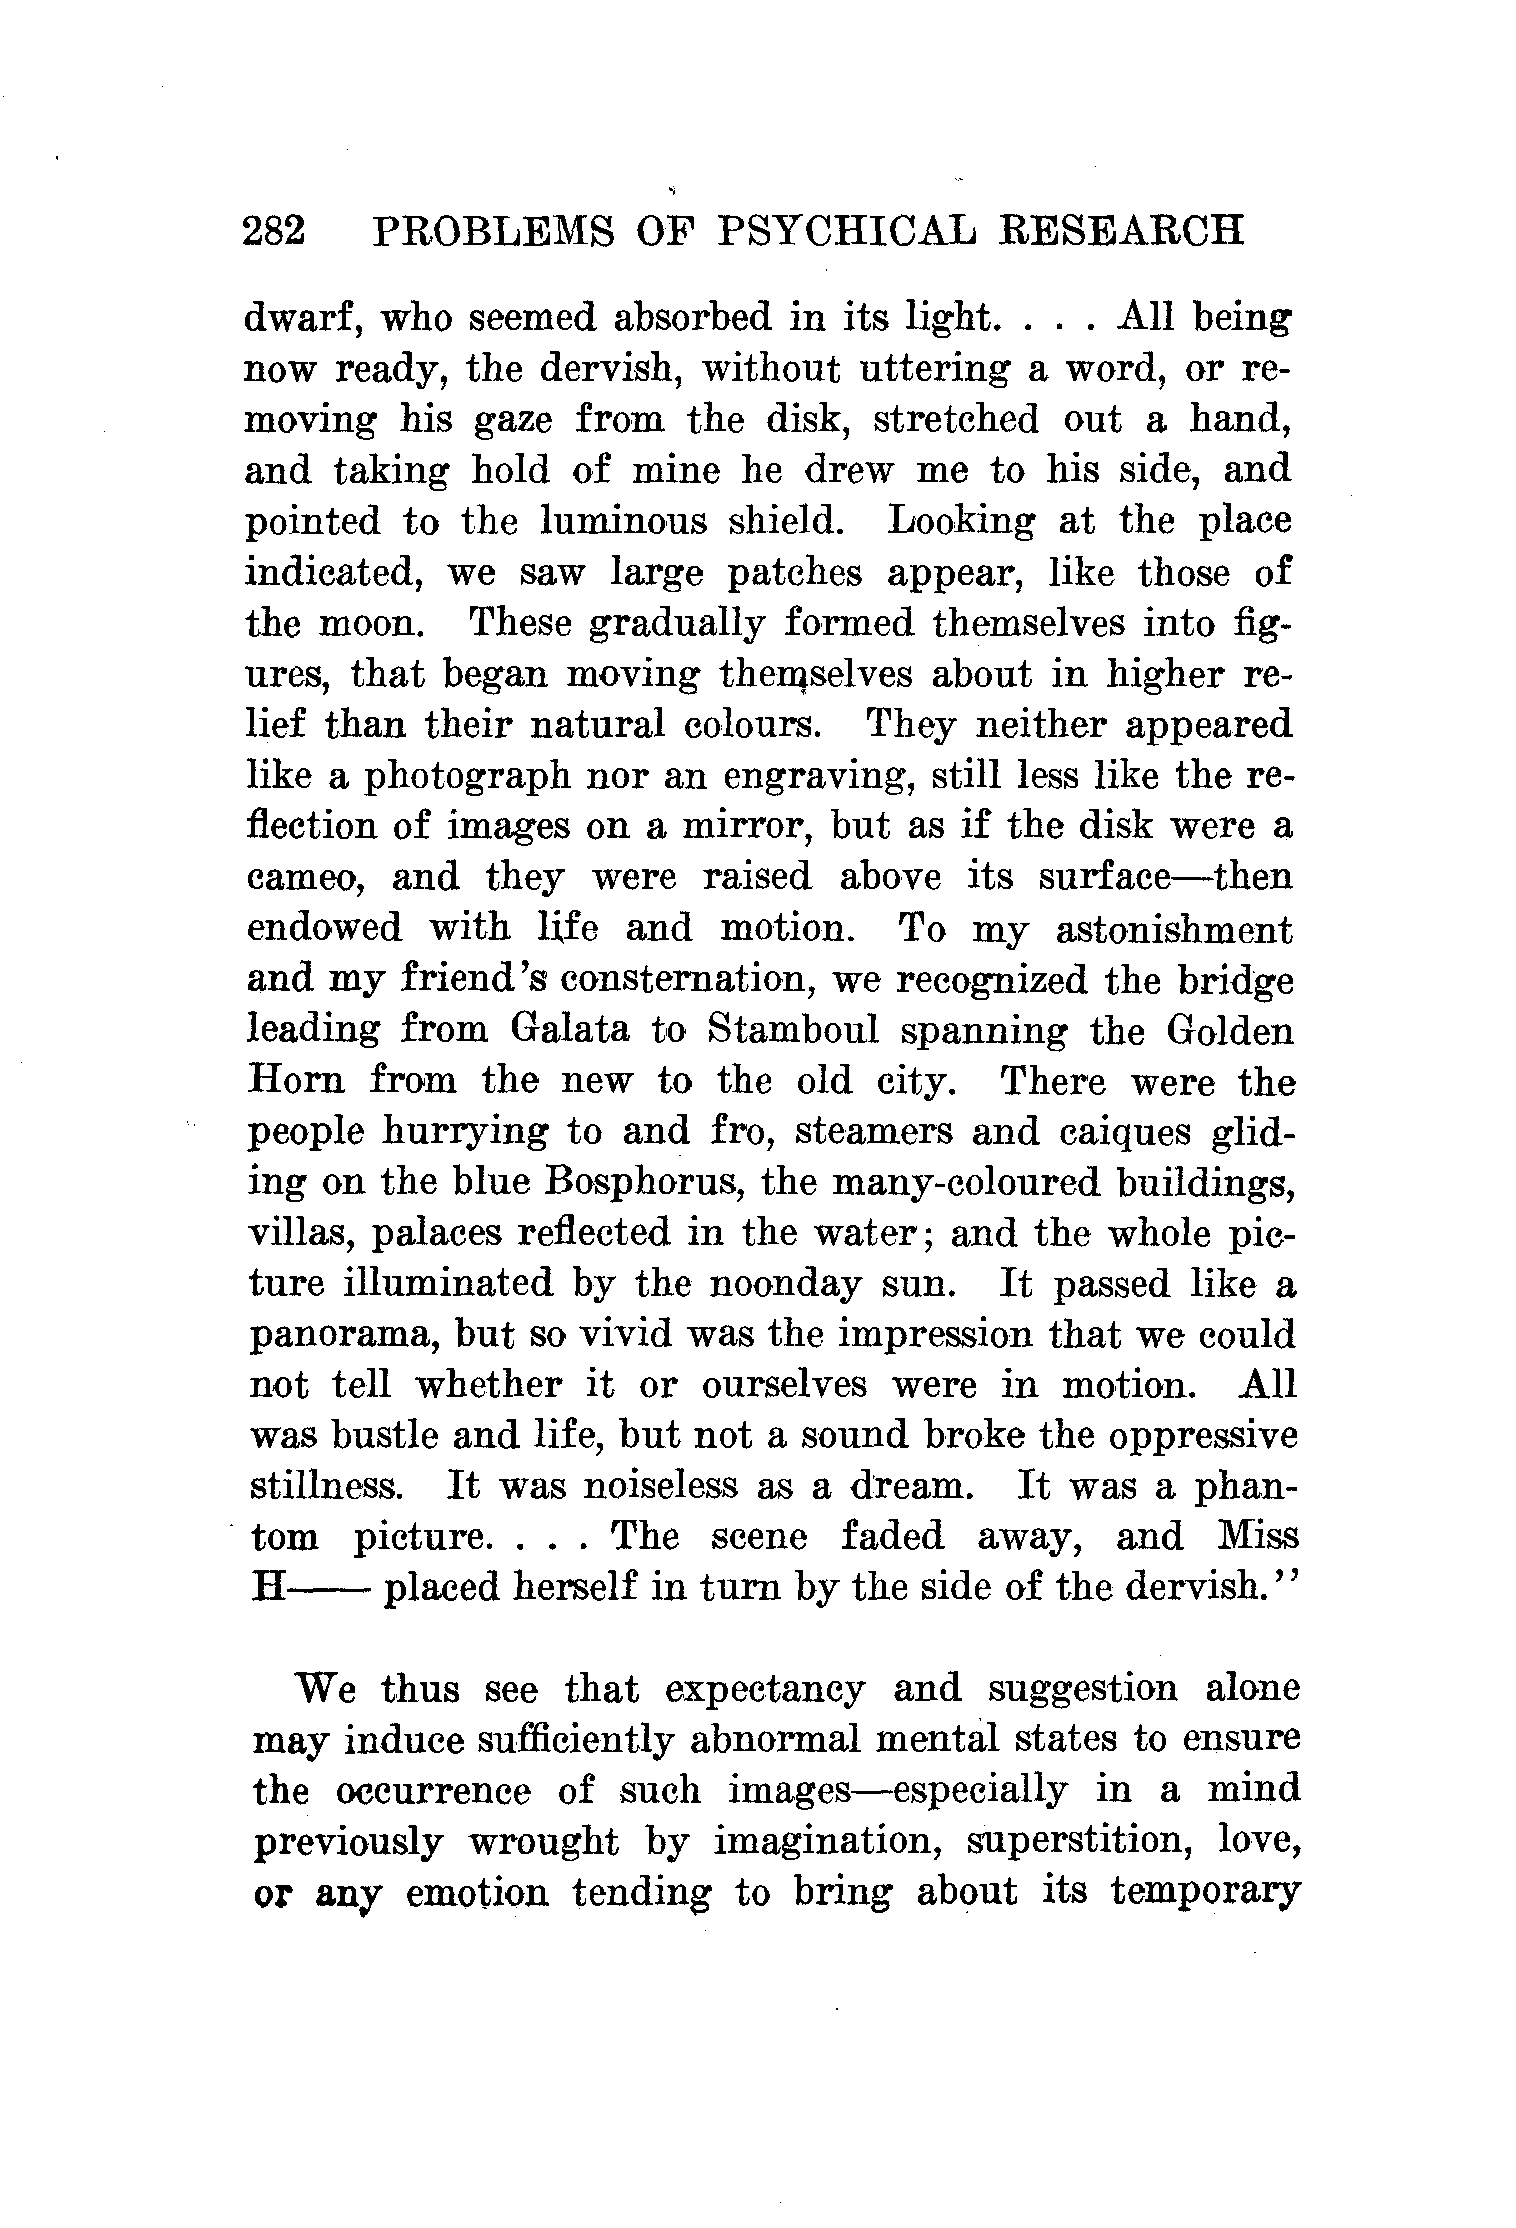 282 PROBLEMS OF PSYCHICAL RESEARCH
dwarf, who seemed absorbed in its light. . . . All being
now ready, the dervish, without uttering a word, or re-
moving his gaze from the disk, stretched out a hand,
and taking hold of mine he drew me to his side, and
pointed to the luminous shield. Looking at the place
indicated, we saw large patches appear, like those of
the moon. These gradually formed themselves into fig-
ures, that began moving themselves about in higher re-
lief than their natural colours. They neither appeared
like a photograph nor an engraving, still less like the re-
flection of images on a mirror, but as if the disk were a
cameo, and they were raised above its surface—then
endowed with life and motion. To my astonishment
and my friend's consternation, we recognized the bridge
leading from Galata to Stamboul spanning the Golden
Horn from the new to the old city. There were the
people hurrying to and fro, steamers and caiques glid-
ing on the blue Bosphorus, the many-coloured buildings,
villas, palaces reflected in the water; and the whole pic-
ture illuminated by the noonday sun. It passed like a
panorama, but so vivid was the impression that we could
not tell whether it or ourselves were in motion. All
was bustle and life, but not a sound broke the oppressive
stillness. It was noiseless as a dream. It was a phan-
tom picture. . . . The scene faded away, and Miss
H—— placed herself in turn by the side of the dervish.''
We thus see that expectancy and suggestion alone
may induce sufficiently abnormal mental states to ensure
the occurrence of such images—especially in a mind
previously wrought by imagination, superstition, love,
or any emotion tending to bring about its temporary